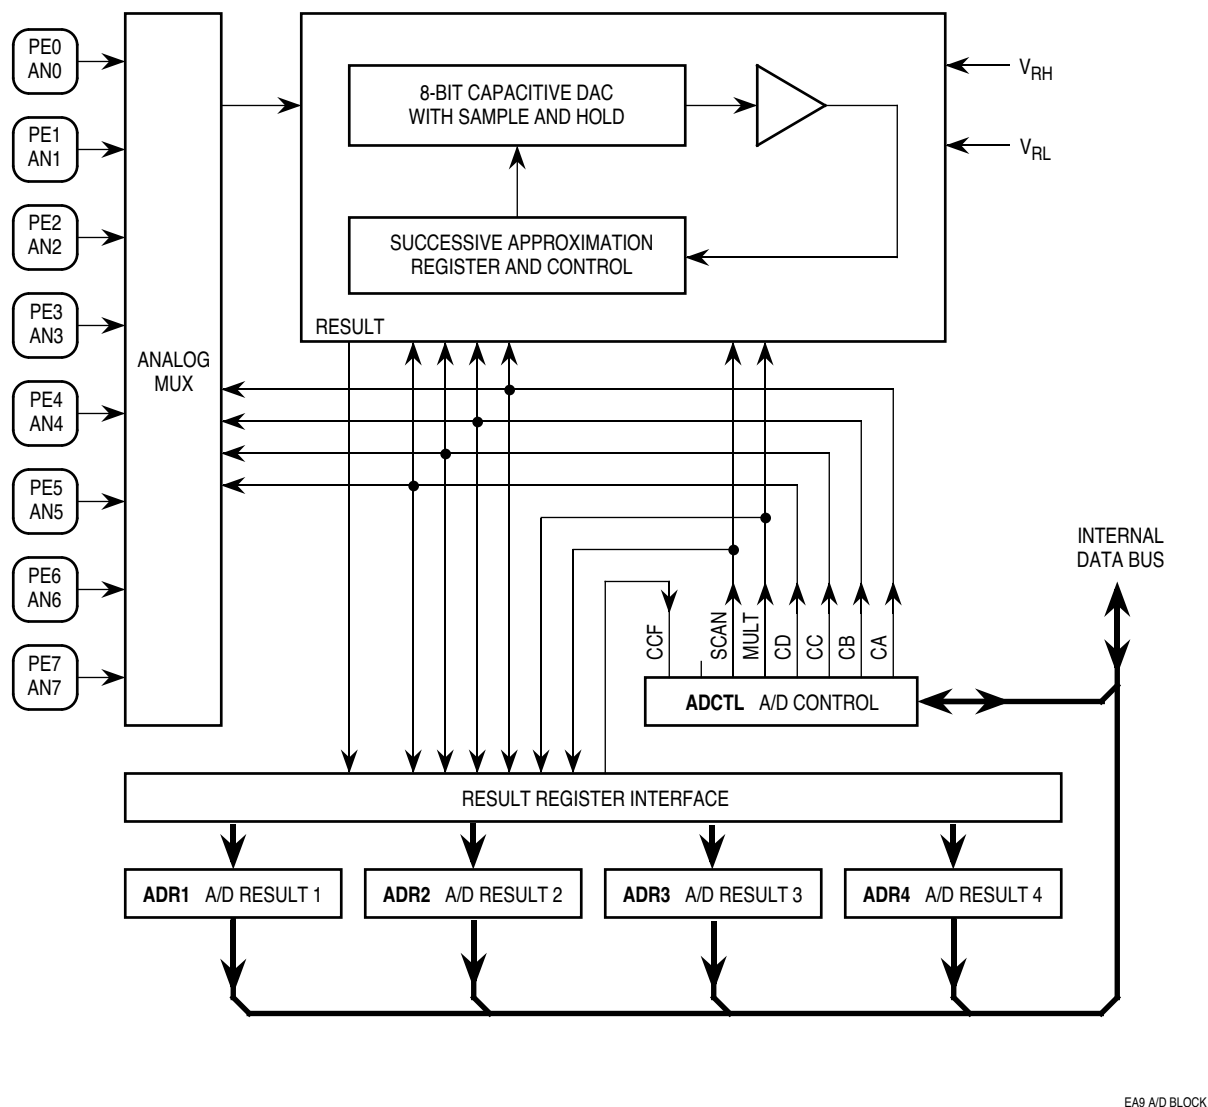 PE0
AN0
PE1
AN1
PE2
AN2
PE3
AN3
PE4
AN4
PE5
AN5
PE6
AN6
PE7
AN7
ANALOG
MUX
8-BIT CAPACITIVE DAC
WITH SAMPLE AND HOLD
SUCCESSIVE APPROXIMATION
REGISTER AND CONTROL
RESULT
VRH
VRL
INTERNAL
DATA BUS
CCF
SCAN
MULT
CD
CC
CB
CA
ADCTL A/D CONTROL
RESULT REGISTER INTERFACE
ADR1 A/D RESULT 1
ADR2 A/D RESULT 2
ADR3 A/D RESULT 3
ADR4 A/D RESULT 4
EA9 A/D BLOCK